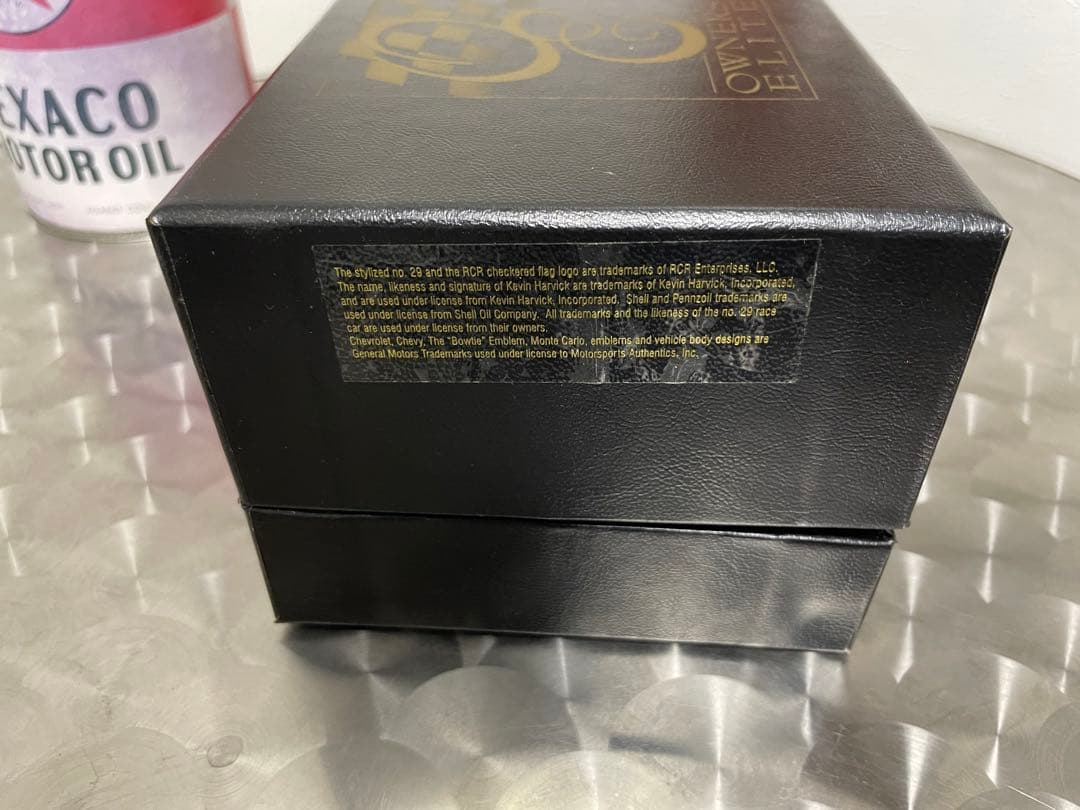 EXACO
OTOR OIL
OWNERS
ELITE
The stylized no. 29 and the RCR checkered flag logo are trademarks of RCR Enterprises, LLC.
The name, likeness and signature of Kevin Harvick are trademarks of Kevin Harvick, Incorporated,
and are used under license from Kevin Harvick, Incorporated. Shell and Pennzoil trademarks are
used under license from Shell Oil Company. All trademarks and the likeness of the no. 29 race
car are used under license from their owners.
Chevrolet, Chevy, The "Bowtie" Emblem, Monte Carlo, emblems and vehicle body designs are
General Motors Trademarks used under license to Motorsports Authentics, Inc.